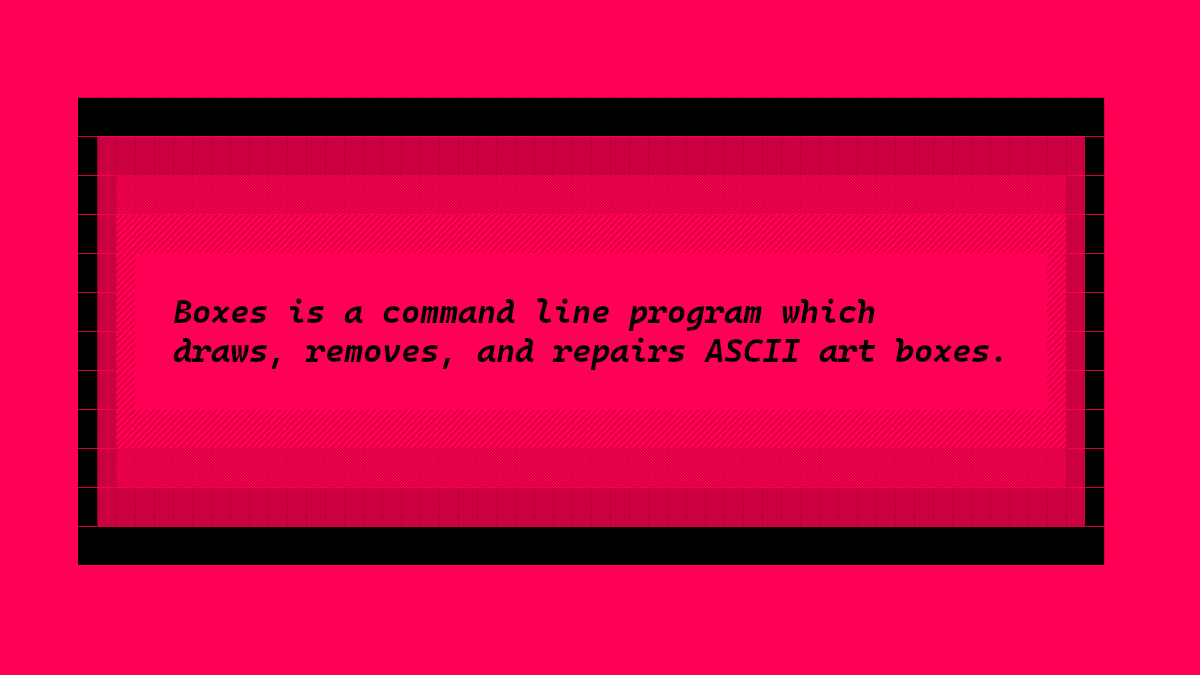 Boxes is a command line program which
draws, removes, and repairs ASCII art boxes.